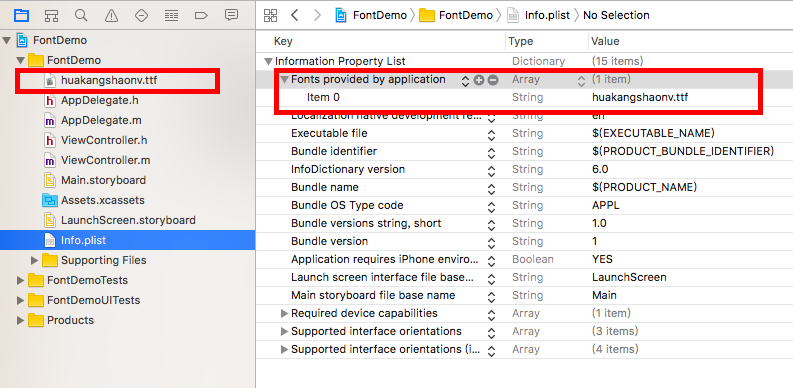 FontDemo 〉 FontDemo 〉 Info.plist 〉 No Selection
FontDemo
FontDemo
huakangshaonv.ttf
AppDelegate.h
AppDelegate.m
ViewController.h
ViewController.m
Main.storyboard
Assets.xcassets
LaunchScreen.storyboard
Info.plist
Supporting Files
FontDemoTests
FontDemoUITests
Products
Key Type Value
Information Property List Dictionary (15 items)
Fonts provided by application Array (1 item)
Item 0 String huakangshaonv.ttf
Localization native development re... String en
Executable file String $(EXECUTABLE_NAME)
Bundle identifier String $(PRODUCT_BUNDLE_IDENTIFIER)
InfoDictionary version String 6.0
Bundle name String $(PRODUCT_NAME)
Bundle OS Type code String APPL
Bundle versions string, short String 1.0
Bundle version String 1
Application requires iPhone enviro... Boolean YES
Launch screen interface file base... String LaunchScreen
Main storyboard file base name String Main
Required device capabilities Array (1 item)
Supported interface orientations Array (3 items)
Supported interface orientations (i... Array (4 items)